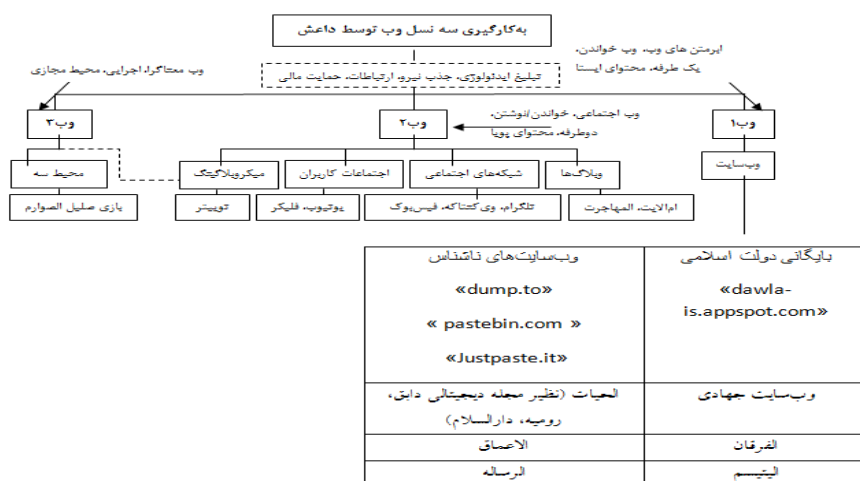 به‌کارگیری سه نسل وب توسط داعش
ابرمتن های وب، وب خواندن،
یک طرفه، محتوای ایستا
تبلیغ ایدئولوژی، جذب نیرو، ارتباطات، حمایت مالی
وب معناگرا، اجرایی، محیط مجازی
وب۱
وب اجتماعی، خواندن/نوشتن،
دوطرفه، محتوای پویا
وب۲
وب۳
وب‌سایت
وبلاگ‌ها
شبکه‌های اجتماعی
اجتماعات کاربران
میکروبلاگینگ
محیط سه
ام‌الایت، المهاجرت
تلگرام، وی‌کنتاکته، فیس‌بوک
یوتیوب، فلیکر
توییتر
بازی صلیل الصوارم
بایگانی دولت اسلامی
«dawla-
is.appspot.com»
وب‌سایت‌های ناشناس
«dump.to»
« pastebin.com »
«Justpaste.it»
وب‌سایت جهادی
الحیات (نظیر مجله دیجیتالی دابق،
رومیه، دارالسلام)
الفرقان
الاعماق
الیتیسم
الرساله